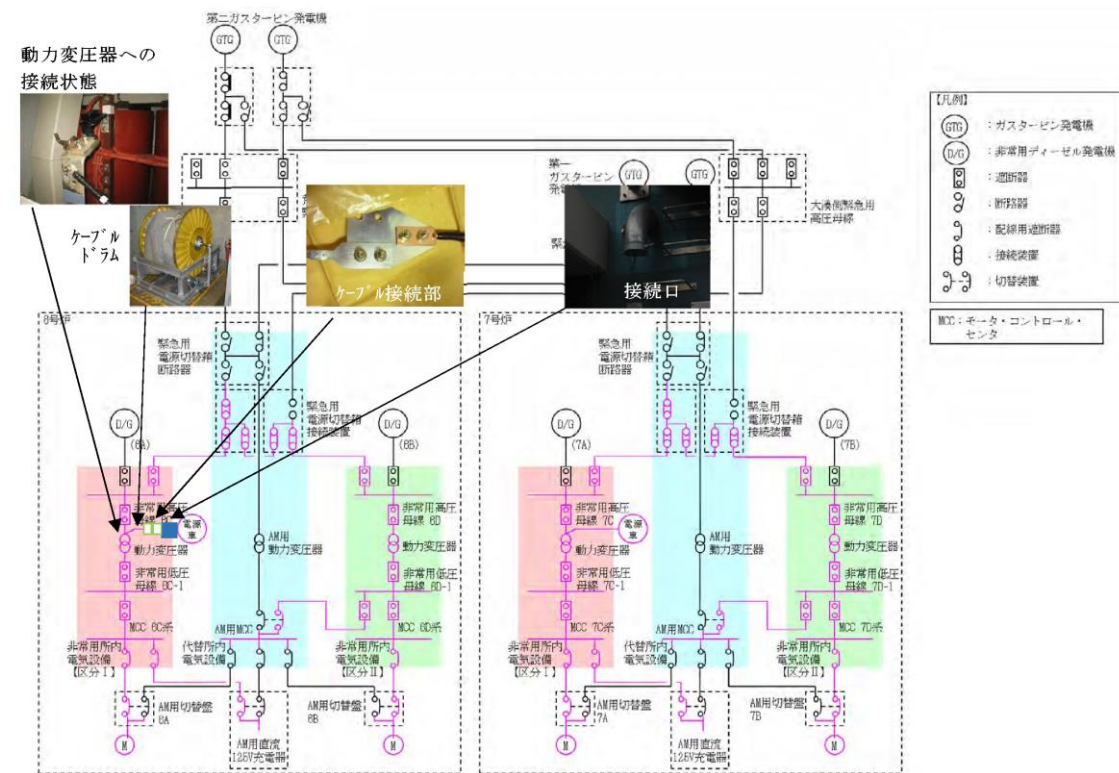 第二ガスタービン発電機
GTG
GTG
動力変圧器への
接続状態
ケーブル
ドラム
ケーブル接続部
接続口
第一
ガスタービン
GTG
GTG
大湊側緊急用
高圧母線
【凡例】
GTG :ガスタービン発電機
D/G :非常用ディーゼル発電機
:遮断器
:断路器
:配線用遮断器
:接続装置
:切替装置
MCC:モータ・コントロール・
センタ
6号炉
緊急用
電源切替箱
断路器
緊急用
電源切替箱
接続装置
D/G
(6A)
D/G
(6B)
非常用高圧
母線 6D
電源
車
動力変圧器
AM用
動力変圧器
動力変圧器
非常用低圧
母線 6C-1
非常用低圧
母線 6D-1
MCC 6C系
AM用MCC
MCC 6D系
非常用所内
電気設備
【区分Ⅰ】
代替所内
電気設備
非常用所内
電気設備
【区分Ⅱ】
AM用切替盤
6A
AM用切替盤
6B
M
AM用直流
125V充電器
M
7号炉
緊急用
電源切替箱
断路器
緊急用
電源切替箱
接続装置
D/G
(7A)
D/G
(7B)
非常用高圧
母線 7C
非常用高圧
母線 7D
電源
車
動力変圧器
AM用
動力変圧器
動力変圧器
非常用低圧
母線 7C-1
非常用低圧
母線 7D-1
MCC 7C系
AM用MCC
MCC 7D系
非常用所内
電気設備
【区分Ⅰ】
代替所内
電気設備
非常用所内
電気設備
【区分Ⅱ】
AM用切替盤
7A
AM用切替盤
7B
M
AM用直流
125V充電器
M